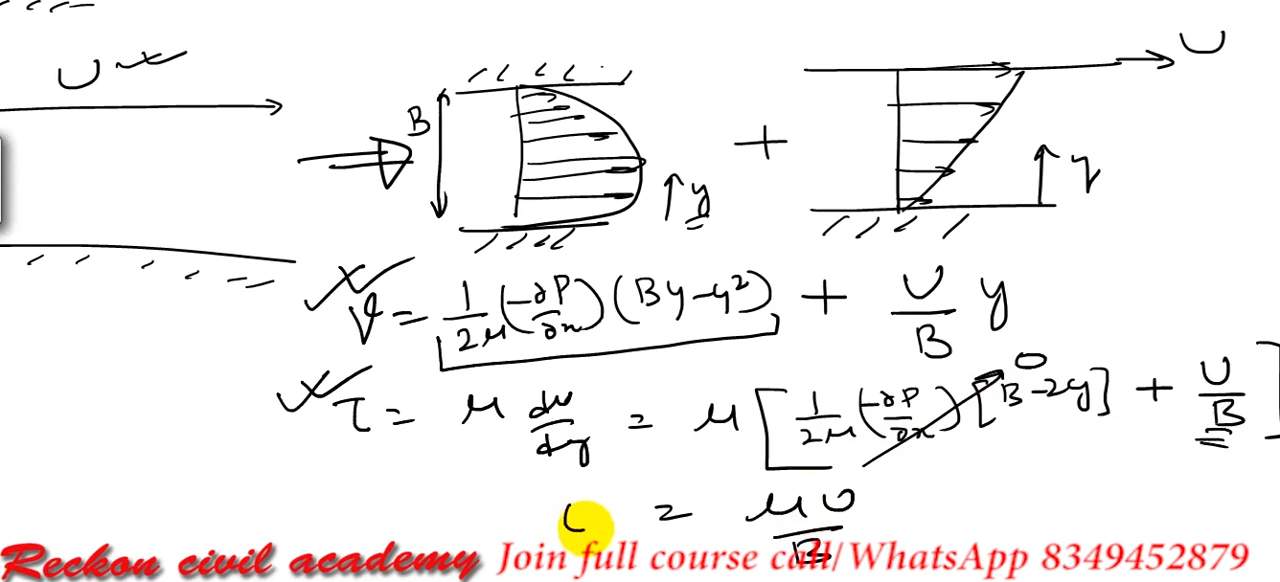 U
U
B
y
y
v = 1/2μ (-∂P/∂x) (By-y²) + U/B y
τ = μ du/dy = μ [ 1/2μ (-∂P/∂x) [B-2y] + U/B ]
0
τ = μU/B
Reckon civil academy Join full course call/WhatsApp 8349452879